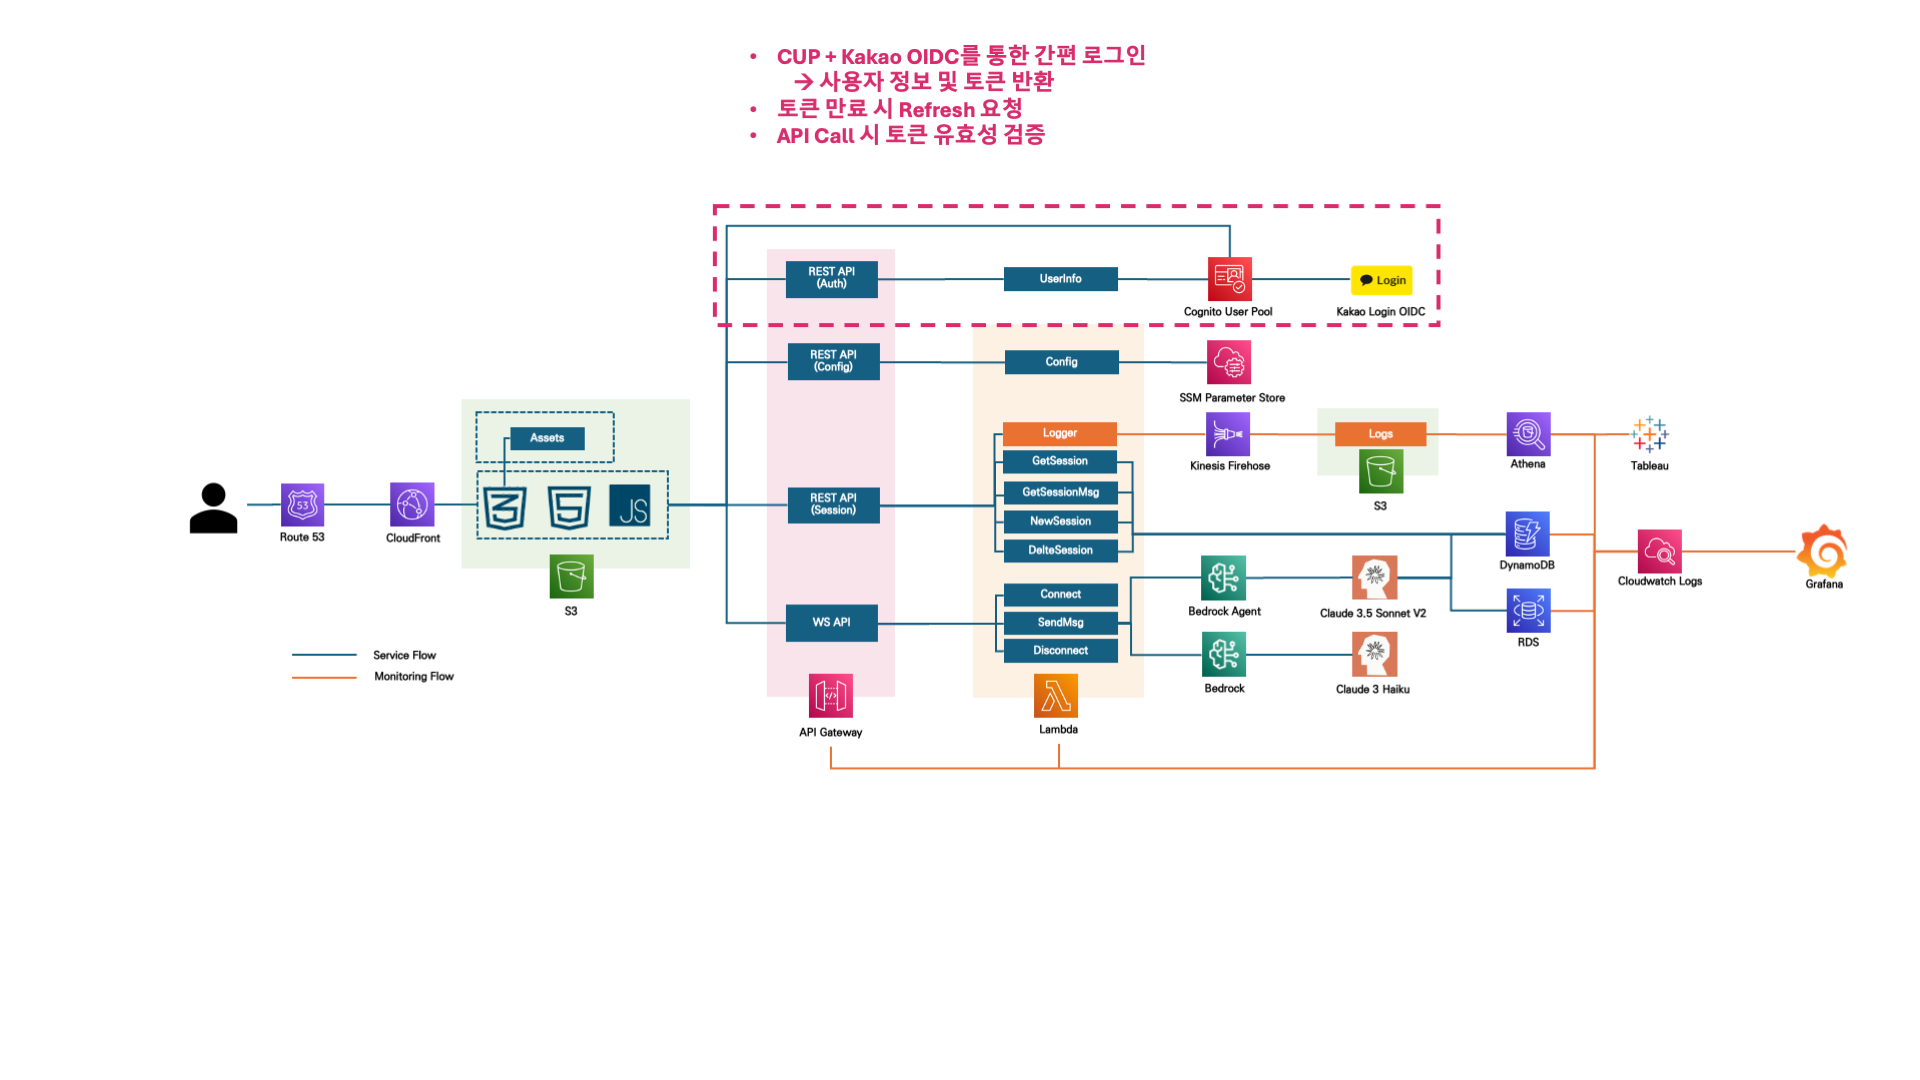 • CUP + Kakao OIDC를 통한 간편 로그인
→ 사용자 정보 및 토큰 반환
• 토큰 만료 시 Refresh 요청
• API Call 시 토큰 유효성 검증
REST API
(Auth)
UserInfo
Cognito User Pool
Login
Kakao Login OIDC
REST API
(Config)
Config
SSM Parameter Store
Assets
3
5
JS
53
Route 53
CloudFront
S3
REST API
(Session)
Logger
GetSession
GetSessionMsg
NewSession
DelteSession
Kinesis Firehose
Logs
S3
Athena
Tableau
DynamoDB
RDS
Cloudwatch Logs
Grafana
WS API
Connect
SendMsg
Disconnect
Bedrock Agent
Claude 3.5 Sonnet V2
Bedrock
Claude 3 Haiku
API Gateway
Lambda
Service Flow
Monitoring Flow